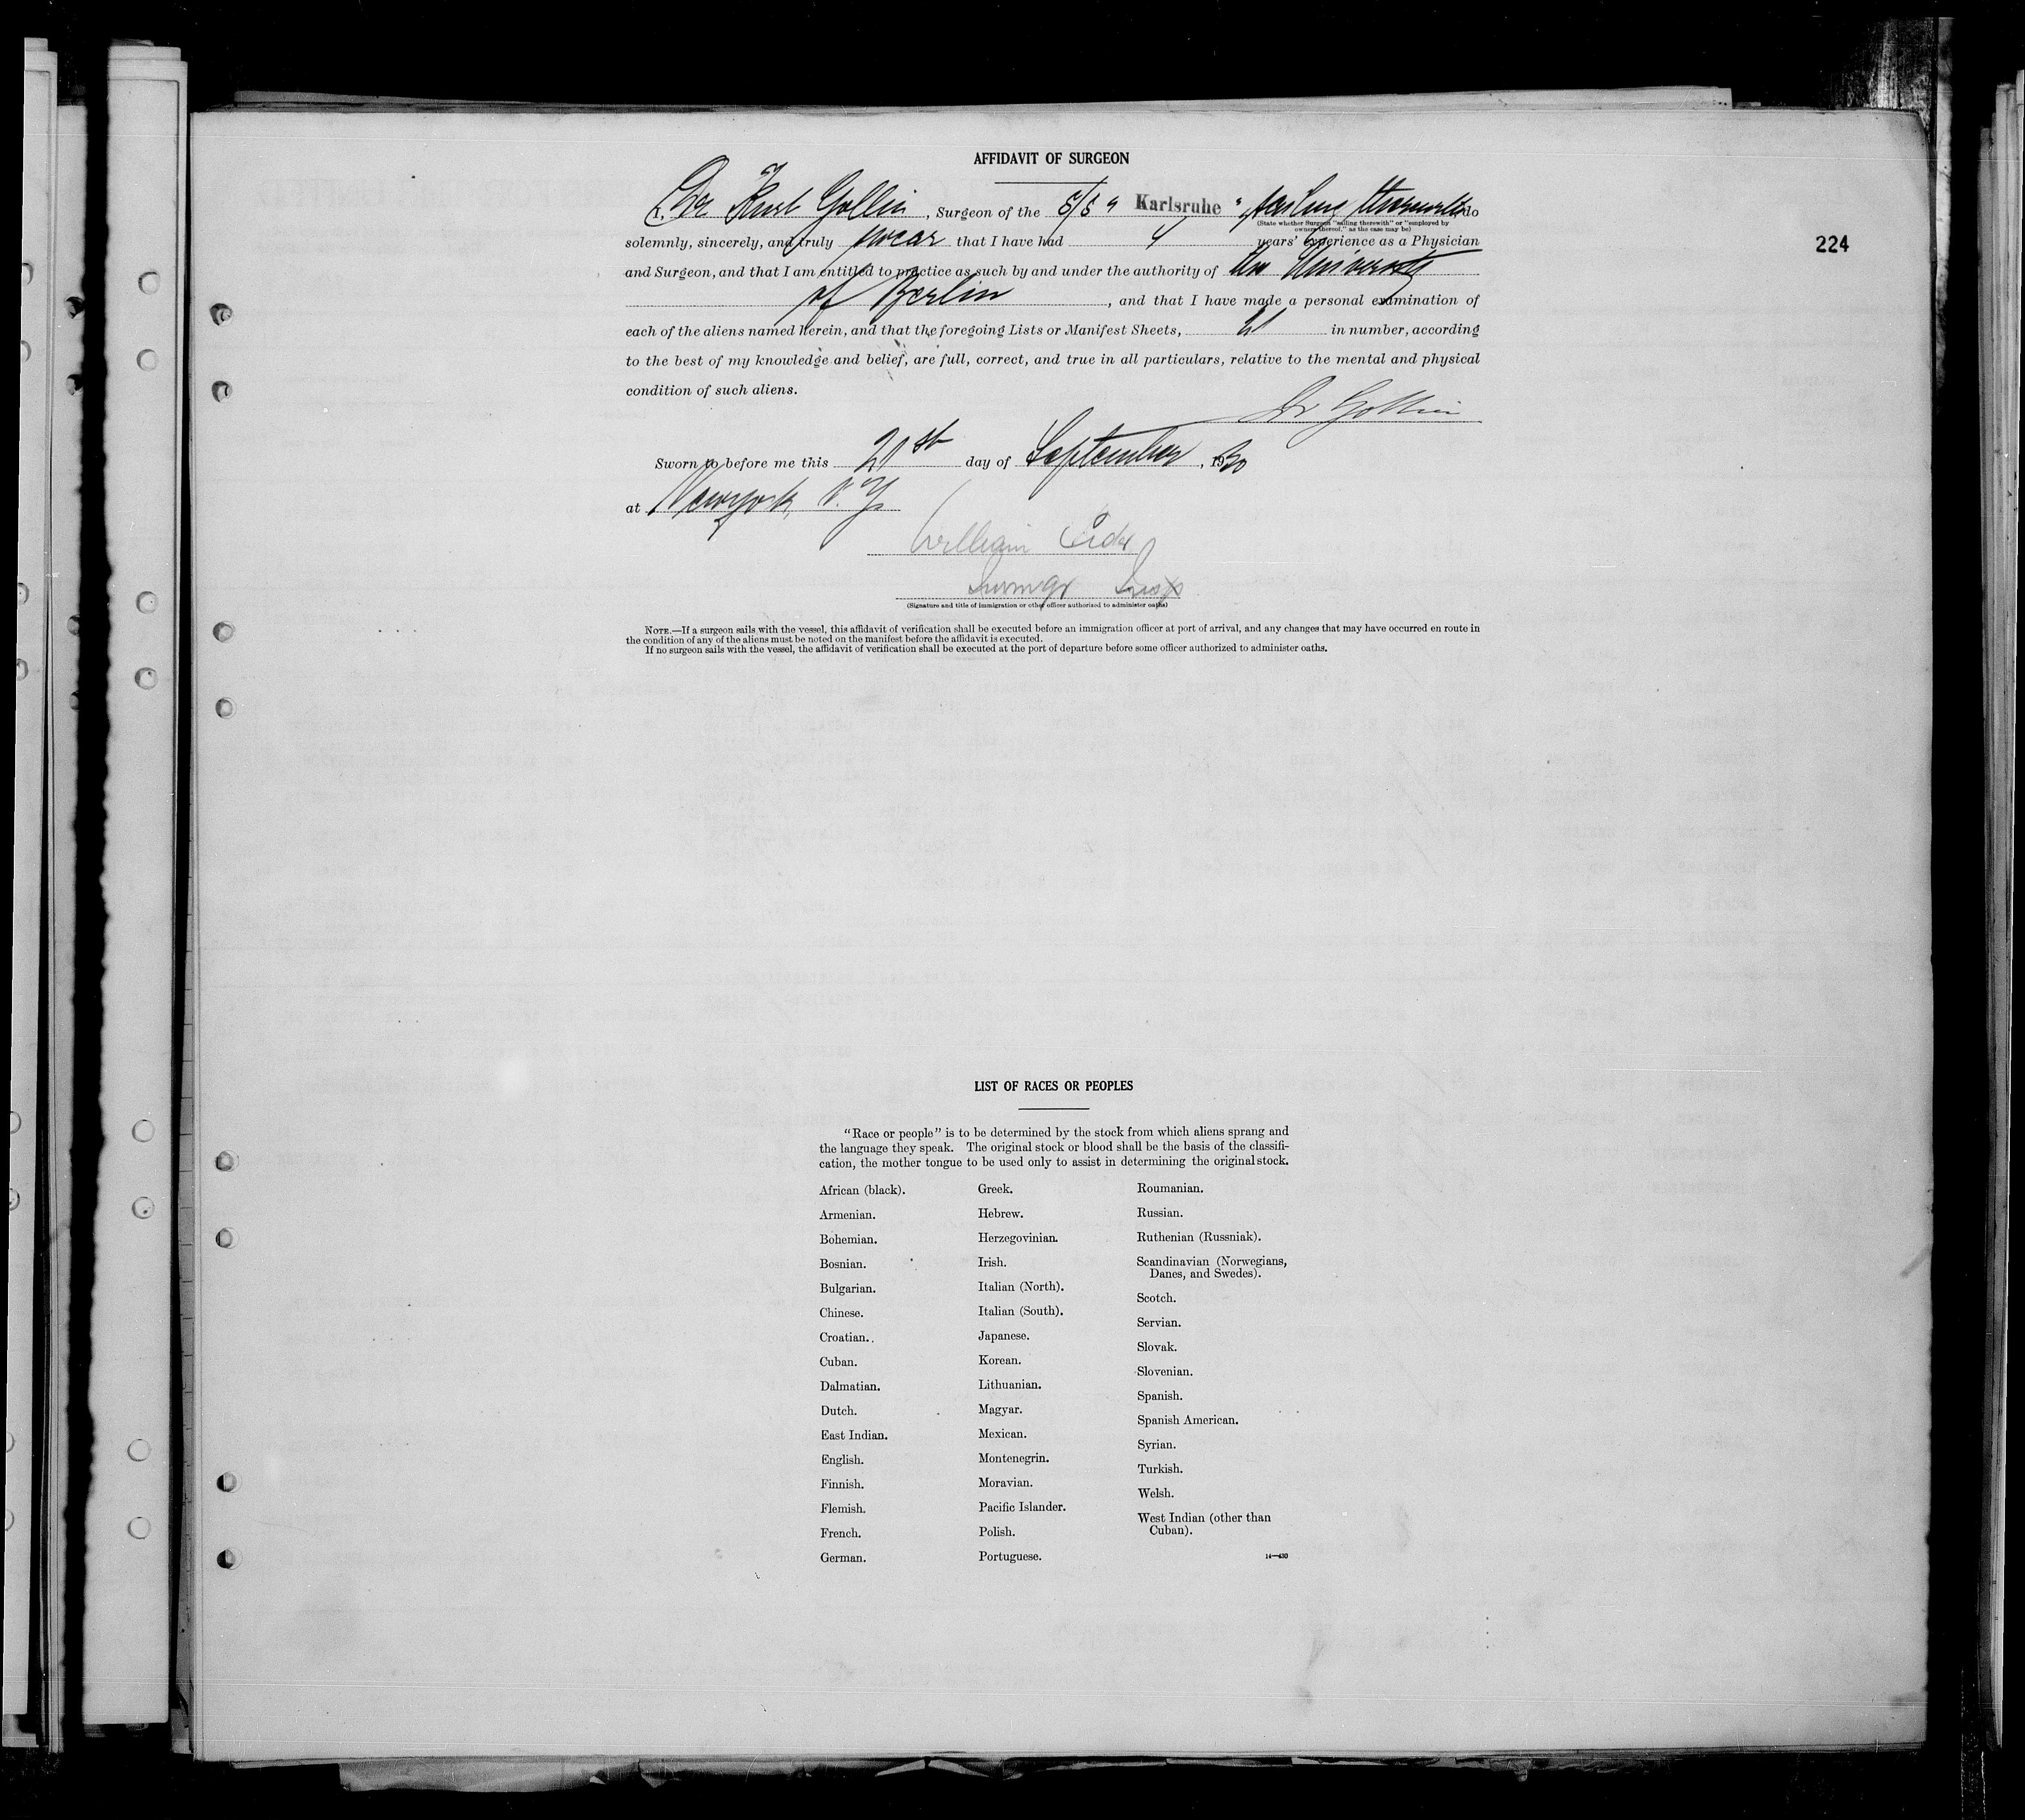 AFFIDAVIT OF SURGEON
I, Dr Kurt Gollin, Surgeon of the S/S " Karlsruhe ", sailing therewith, do
(State whether Surgeon "sailing therewith" or "employed by
owners thereof," as the case may be)
224
solemnly, sincerely, and truly swear that I have had 4 years' experience as a Physician
and Surgeon, and that I am entitled to practice as such by and under the authority of the University
of Berlin, and that I have made a personal examination of
each of the aliens named herein, and that the foregoing Lists or Manifest Sheets, in number, according
to the best of my knowledge and belief, are full, correct, and true in all particulars, relative to the mental and physical
condition of such aliens.
Dr Gollin
Sworn to before me this 21st day of September, 1930
at New York, N.Y.
William
Immgr Insp
(Signature and title of immigration or other officer authorized to administer oaths)
NOTE.—If a surgeon sails with the vessel, this affidavit of verification shall be executed before an immigration officer at port of arrival, and any changes that may have occurred en route in
the condition of any of the aliens must be noted on the manifest before the affidavit is executed.
If no surgeon sails with the vessel, the affidavit of verification shall be executed at the port of departure before some officer authorized to administer oaths.
LIST OF RACES OR PEOPLES
"Race or people" is to be determined by the stock from which aliens sprang and
the language they speak. The original stock or blood shall be the basis of the classifi-
cation, the mother tongue to be used only to assist in determining the original stock.
African (black).
Armenian.
Bohemian.
Bosnian.
Bulgarian.
Chinese.
Croatian.
Cuban.
Dalmatian.
Dutch.
East Indian.
English.
Finnish.
Flemish.
French.
German.
Greek.
Hebrew.
Herzegovinian.
Irish.
Italian (North).
Italian (South).
Japanese.
Korean.
Lithuanian.
Magyar.
Mexican.
Montenegrin.
Moravian.
Pacific Islander.
Polish.
Portuguese.
Roumanian.
Russian.
Ruthenian (Russniak).
Scandinavian (Norwegians,
Danes, and Swedes).
Scotch.
Servian.
Slovak.
Slovenian.
Spanish.
Spanish American.
Syrian.
Turkish.
Welsh.
West Indian (other than
Cuban).
14—430